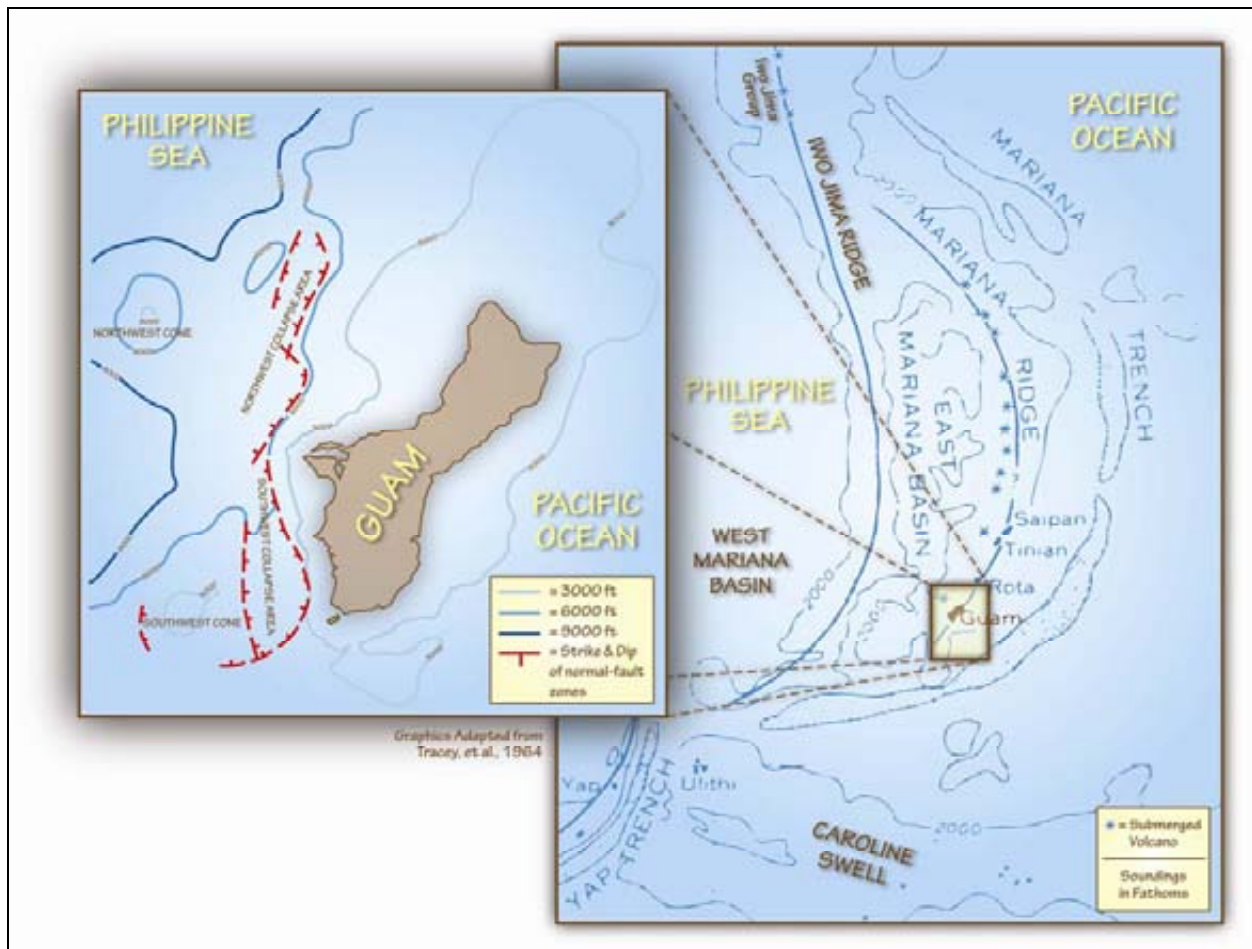 PHILIPPINE
SEA
NORTHWEST CONE
NORTHWEST COLLAPSE AREA
GUAM
SOUTHWEST COLLAPSE AREA
SOUTHWEST CONE
PACIFIC
OCEAN
= 3000 ft
= 6000 ft
= 9000 ft
= Strike & Dip
of normal-fault
zones
Graphics Adapted from
Tracey, et al., 1964
Iwo Jima
Group
IWO JIMA RIDGE
PACIFIC
OCEAN
MARIANA
TRENCH
MARIANA
RIDGE
EAST
MARIANA BASIN
PHILIPPINE
SEA
WEST
MARIANA
BASIN
2000
Saipan
Tinian
Rota
Guam
Yap
Ulithi
YAP TRENCH
CAROLINE
SWELL
2000
= Submerged
Volcano
Soundings
in Fathoms